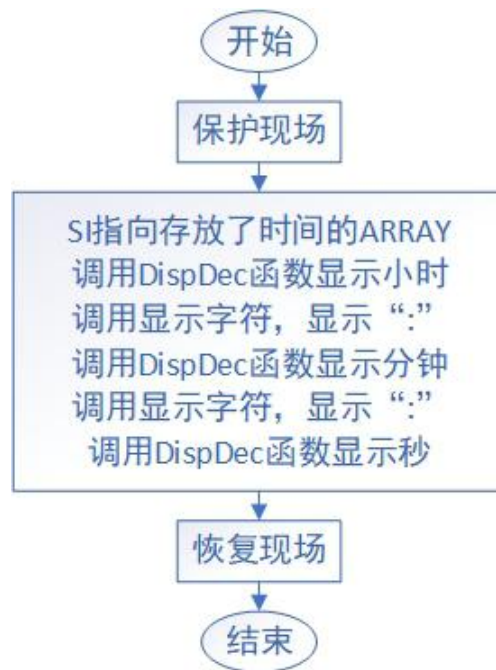 开始
保护现场
SI指向存放了时间的ARRAY
调用DispDec函数显示小时
调用显示字符，显示“:”
调用DispDec函数显示分钟
调用显示字符，显示“:”
调用DispDec函数显示秒
恢复现场
结束